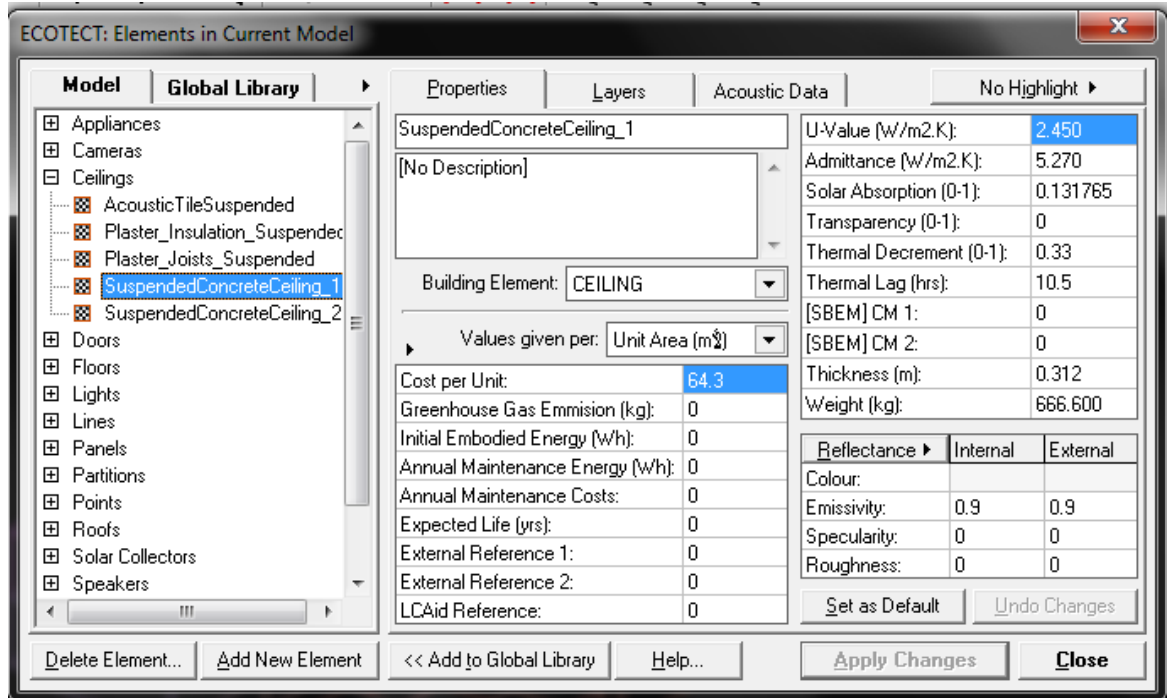 ECOTECT: Elements in Current Model
Model
Global Library
Appliances
Cameras
Ceilings
AcousticTileSuspended
Plaster_Insulation_Suspended
Plaster_Joists_Suspended
SuspendedConcreteCeiling_1
SuspendedConcreteCeiling_2
Doors
Floors
Lights
Lines
Panels
Partitions
Points
Roofs
Solar Collectors
Speakers
Delete Element...
Add New Element
Properties
Layers
Acoustic Data
No Highlight
SuspendedConcreteCeiling_1
[No Description]
Building Element: CEILING
Values given per: Unit Area (m²)
Cost per Unit: 64.3
Greenhouse Gas Emmision (kg): 0
Initial Embodied Energy (Wh): 0
Annual Maintenance Energy (Wh): 0
Annual Maintenance Costs: 0
Expected Life (yrs): 0
External Reference 1: 0
External Reference 2: 0
LCAid Reference: 0
U-Value (W/m2.K): 2.450
Admittance (W/m2.K): 5.270
Solar Absorption (0-1): 0.131765
Transparency (0-1): 0
Thermal Decrement (0-1): 0.33
Thermal Lag (hrs): 10.5
[SBEM] CM 1: 0
[SBEM] CM 2: 0
Thickness (m): 0.312
Weight (kg): 666.600
Reflectance Internal External
Colour:
Emissivity: 0.9 0.9
Specularity: 0 0
Roughness: 0 0
Set as Default
Undo Changes
<< Add to Global Library
Help...
Apply Changes
Close